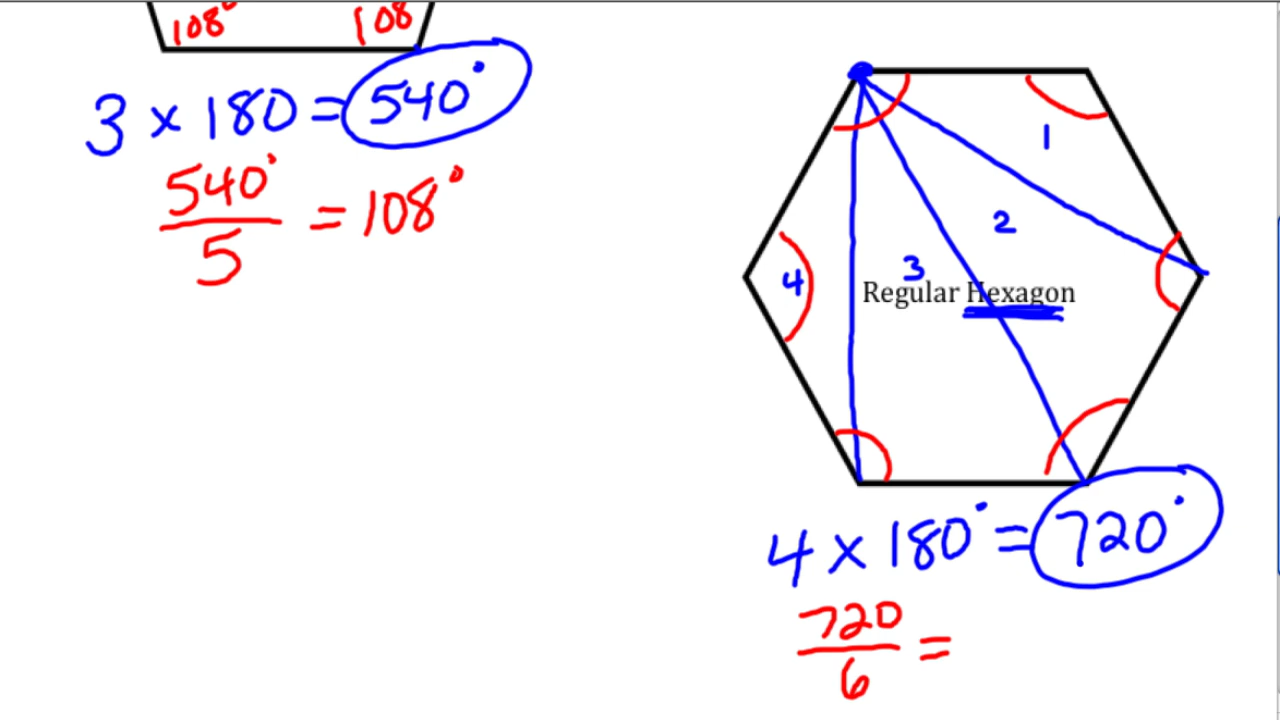 108° 108
3 x 180 = 540°
540° / 5 = 108°
1
2
3
4
Regular Hexagon
4 x 180° = 720°
720 / 6 =